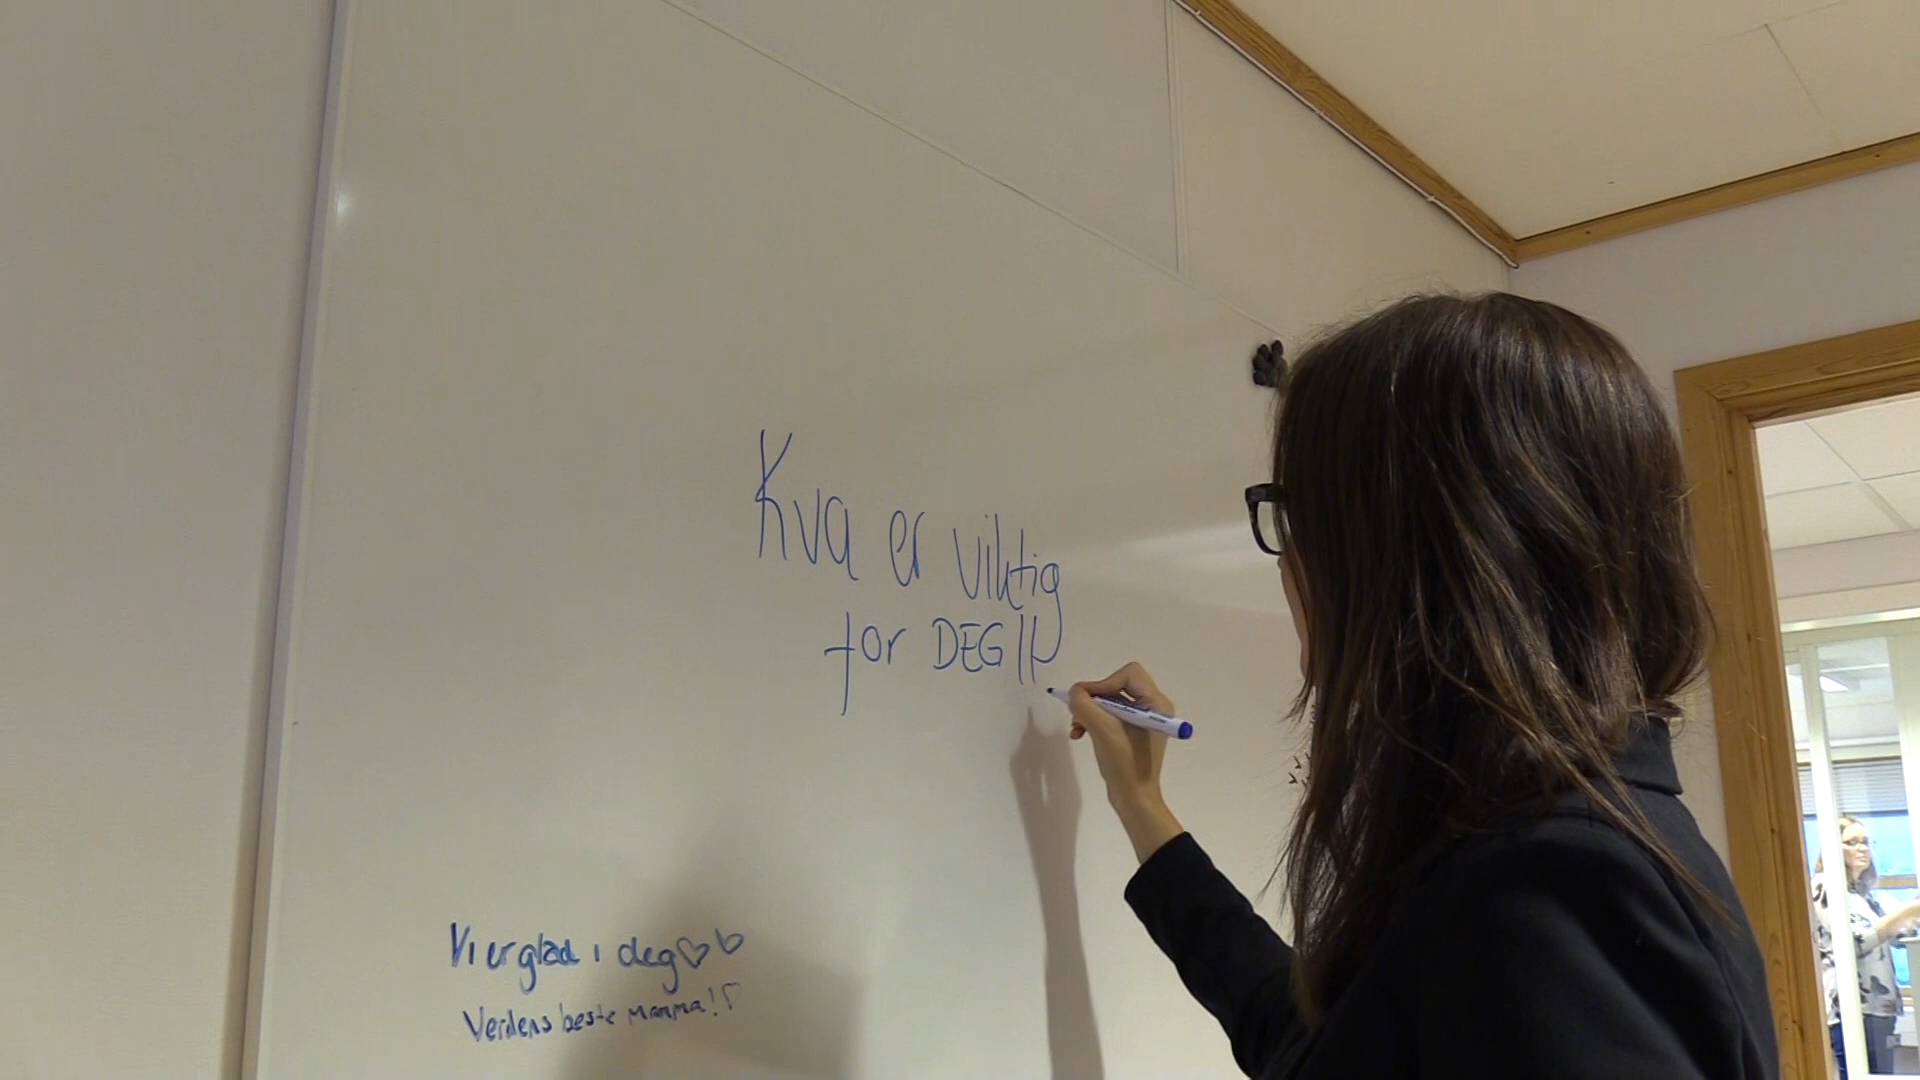 Kva er viktig
for DEG
Vi er glad i deg♡♡
Verdens beste mamma!♡